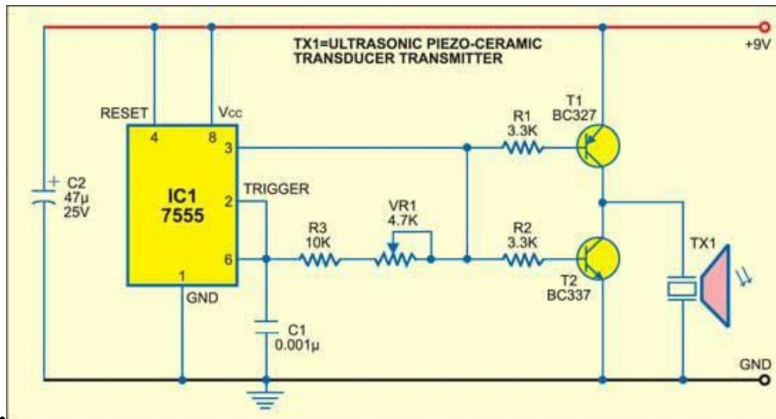 TX1=ULTRASONIC PIEZO-CERAMIC
TRANSDUCER TRANSMITTER
+9V
RESET
Vcc
4
8
T1
BC327
R1
3.3K
3
IC1
7555
TRIGGER
2
+
C2
47µ
25V
VR1
4.7K
R3
10K
R2
3.3K
TX1
6
T2
BC337
1
GND
C1
0.001µ
GND